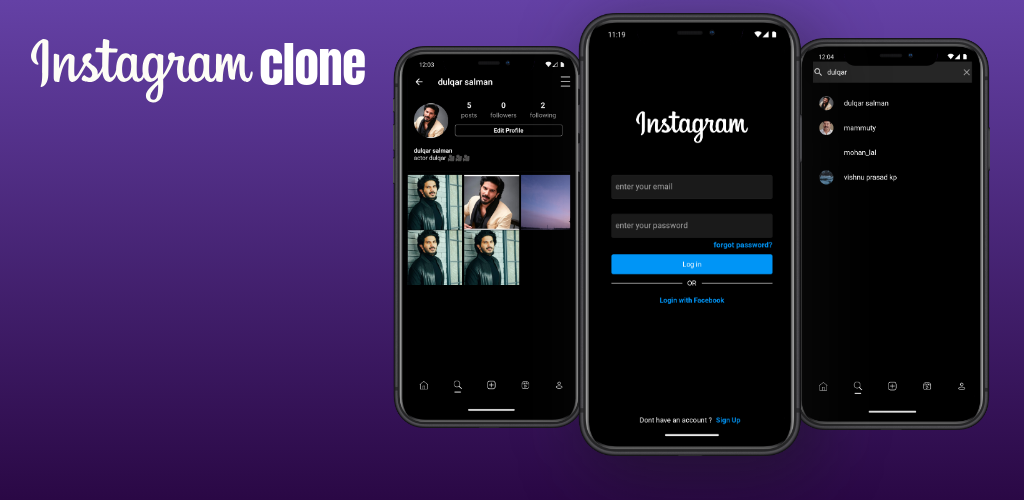 Instagram clone
12:03
dulqar salman
5 0 2
posts followers following
Edit Profile
dulqar salman
actor dulqar 🎥🎥🎥
11:19
Instagram
enter your email
enter your password
forgot password?
Log in
OR
Login with Facebook
Dont have an account ? Sign Up
12:04
dulqar
dulqar salman
mammuty
mohan_lal
vishnu prasad kp